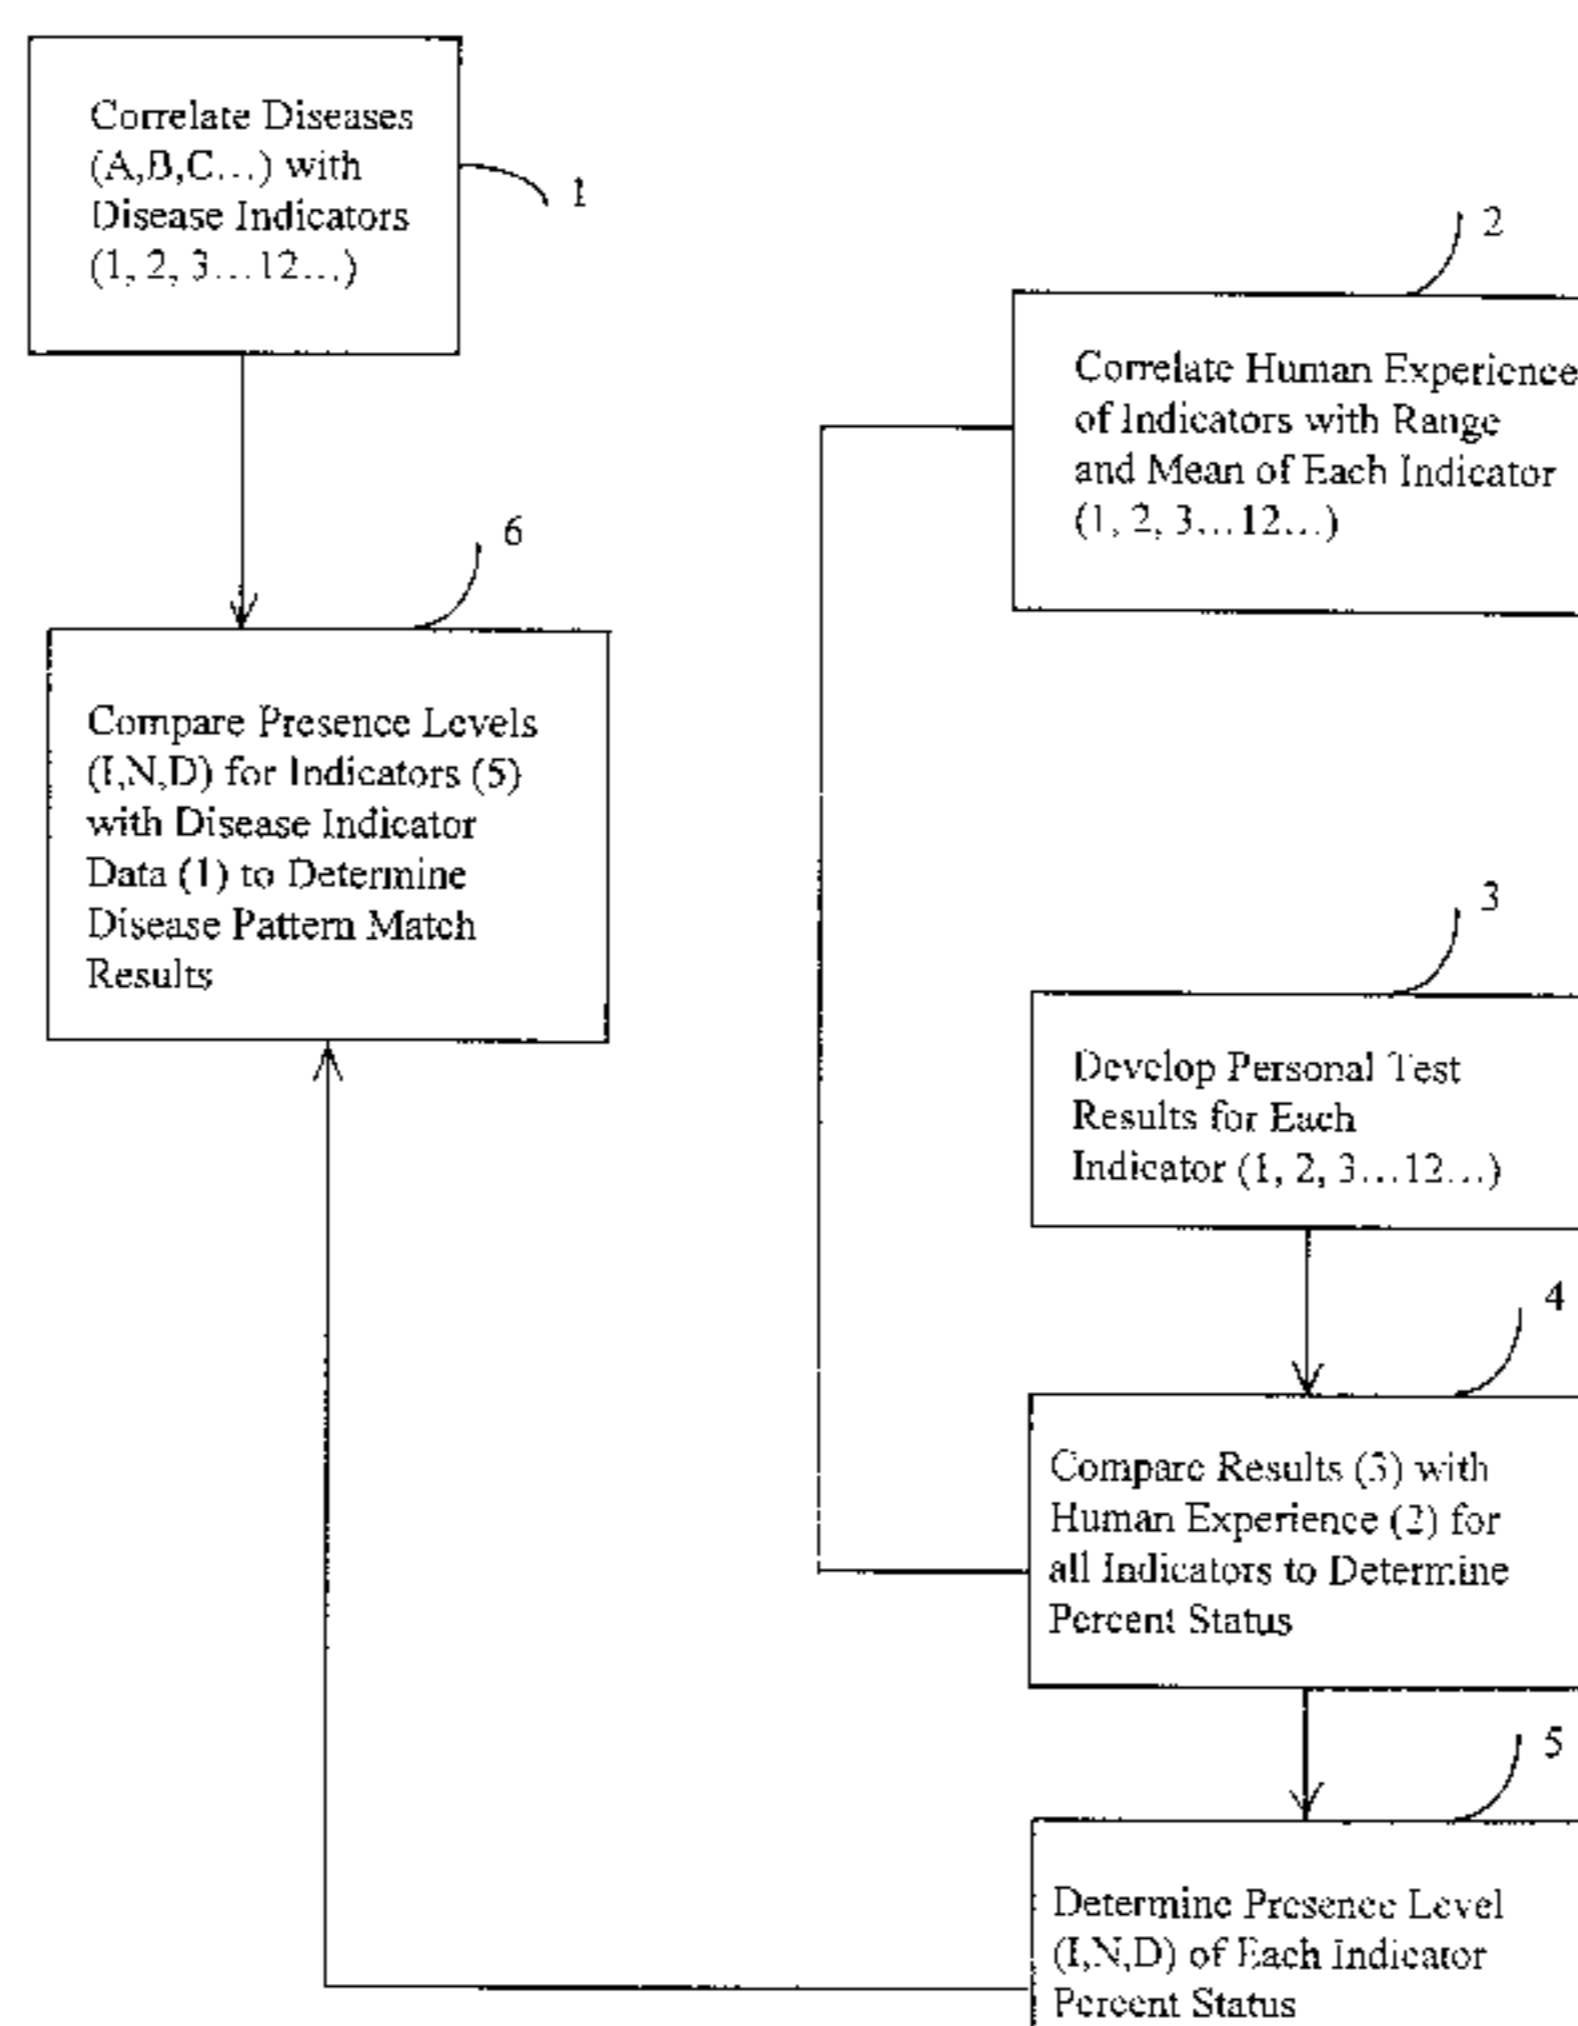 Correlate Diseases
(A,B,C...) with
Disease Indicators
(1, 2, 3...12...)
1
2
Correlate Human Experience
of Indicators with Range
and Mean of Each Indicator
(1, 2, 3...12...)
6
Compare Presence Levels
(I,N,D) for Indicators (5)
with Disease Indicator
Data (1) to Determine
Disease Pattern Match
Results
3
Develop Personal Test
Results for Each
Indicator (1, 2, 3...12...)
4
Compare Results (3) with
Human Experience (2) for
all Indicators to Determine
Percent Status
5
Determine Presence Level
(I,N,D) of Each Indicator
Percent Status